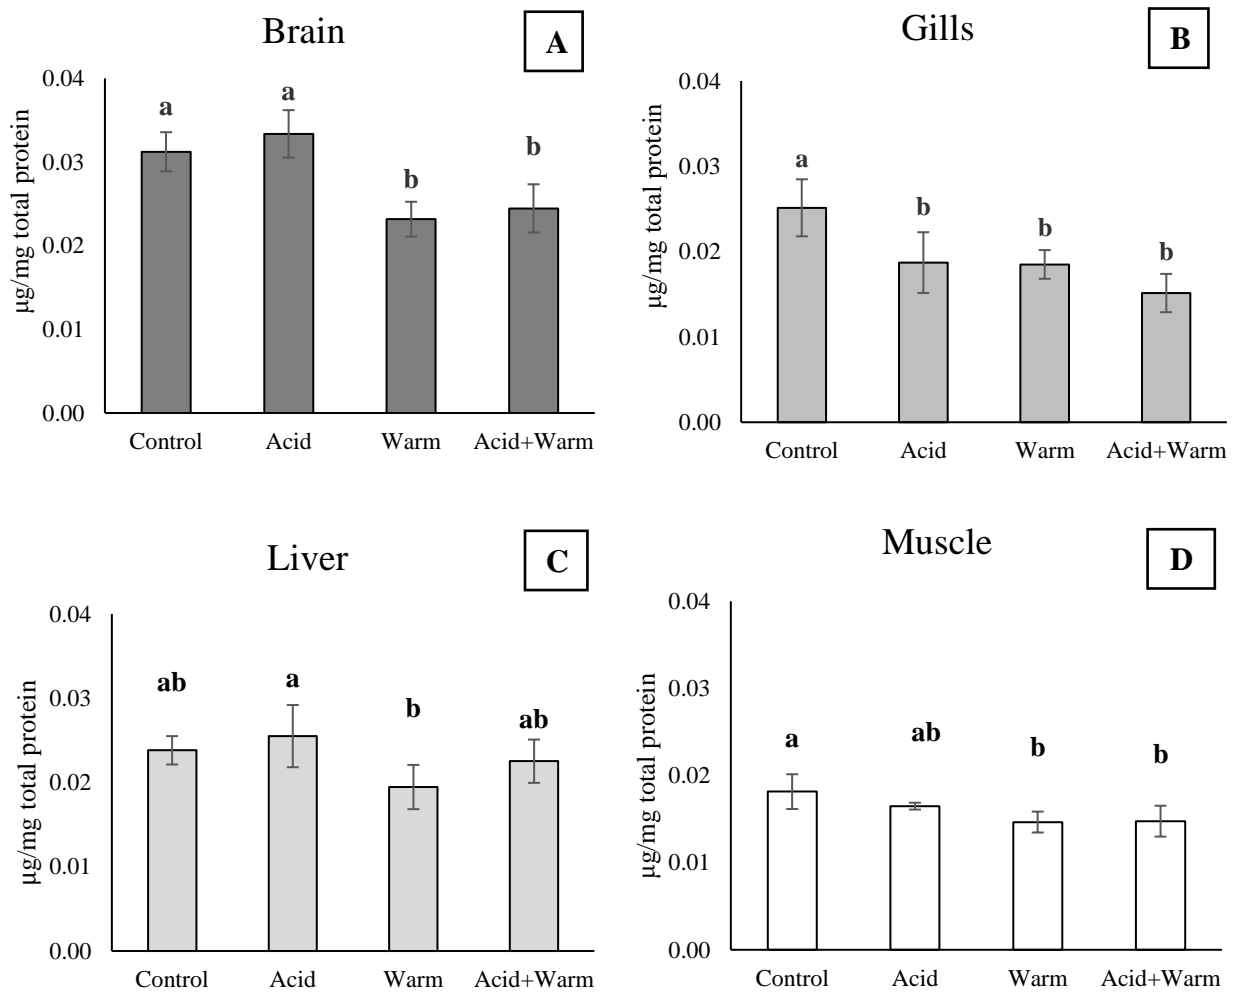 Brain
A
µg/mg total protein
0.04
0.03
0.02
0.01
0.00
a
a
b
b
Control
Acid
Warm
Acid+Warm
Gills
B
µg/mg total protein
0.04
0.03
0.02
0.01
0.00
a
b
b
b
Control
Acid
Warm
Acid+Warm
Liver
C
µg/mg total protein
0.04
0.03
0.02
0.01
0.00
ab
a
b
ab
Control
Acid
Warm
Acid+Warm
Muscle
D
µg/mg total protein
0.04
0.03
0.02
0.01
0.00
a
ab
b
b
Control
Acid
Warm
Acid+Warm